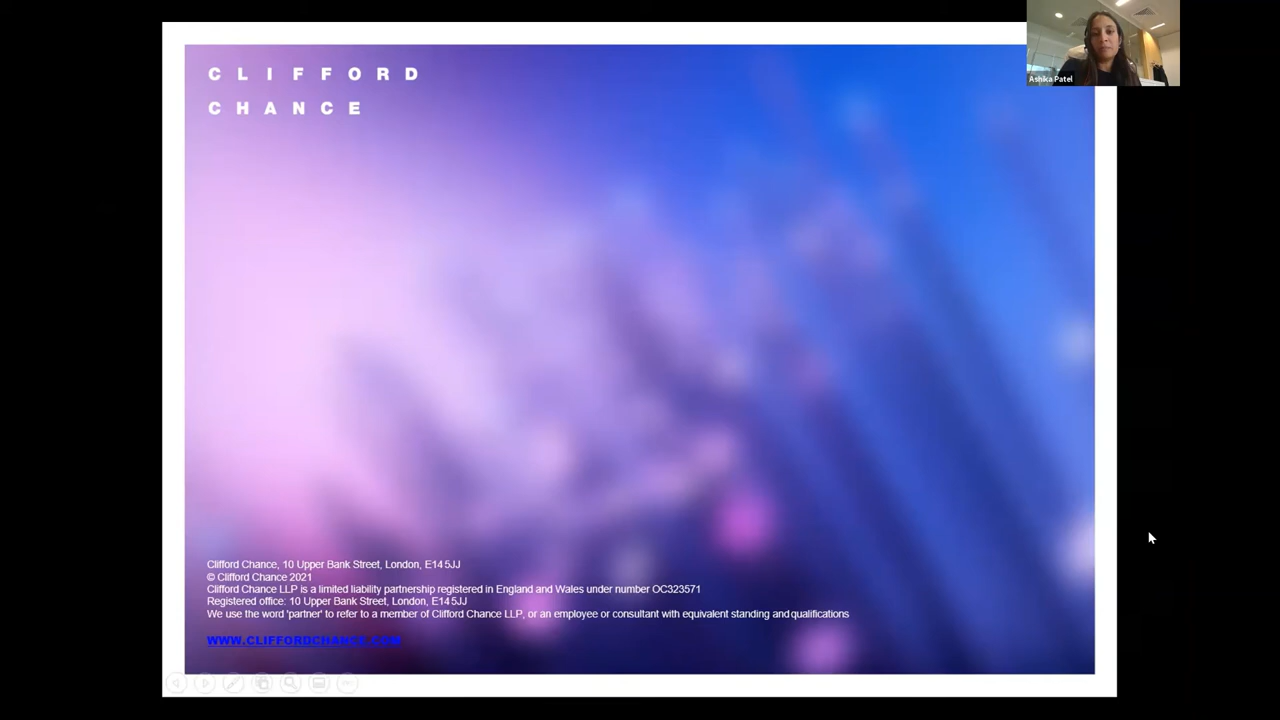 CLIFFORD
CHANCE
Ashika Patel
Clifford Chance, 10 Upper Bank Street, London, E14 5JJ
© Clifford Chance 2021
Clifford Chance LLP is a limited liability partnership registered in England and Wales under number OC323571
Registered office: 10 Upper Bank Street, London, E14 5JJ
We use the word 'partner' to refer to a member of Clifford Chance LLP, or an employee or consultant with equivalent standing and qualifications
WWW.CLIFFORDCHANCE.COM